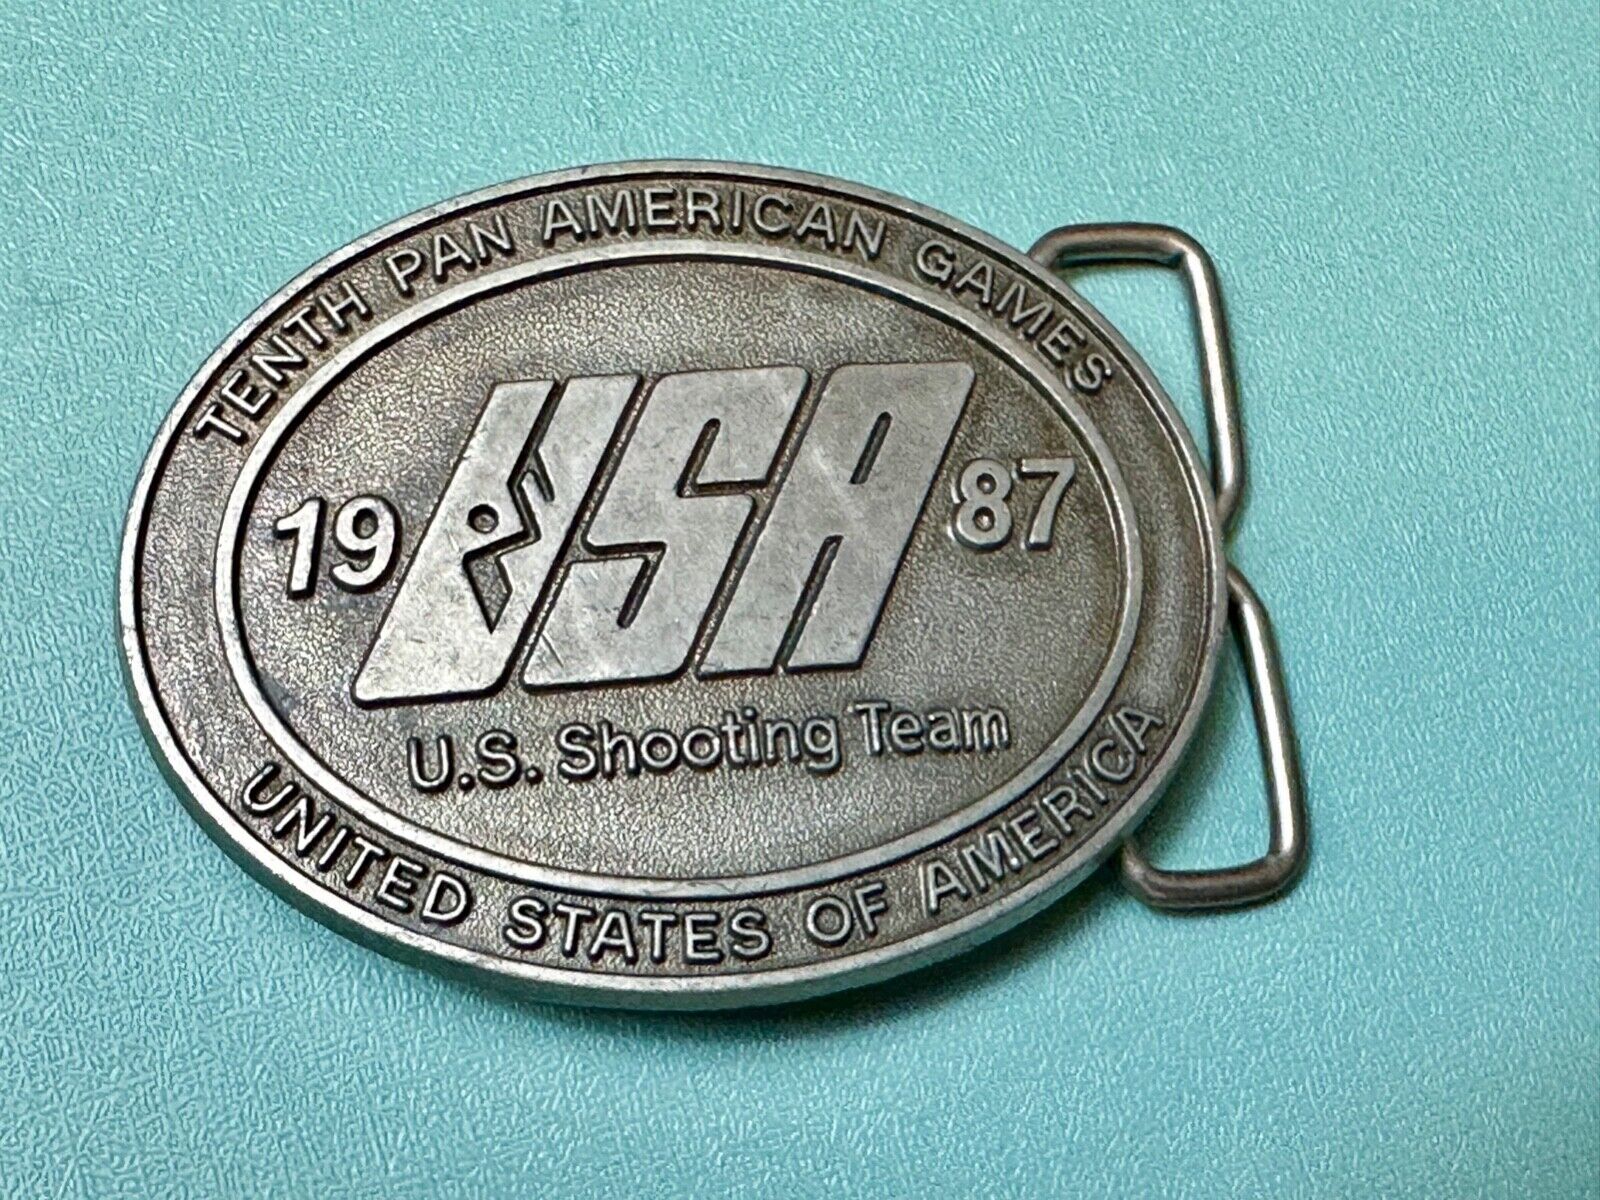 TENTH PAN AMERICAN GAMES
19 USA 87
U.S. Shooting Team
UNITED STATES OF AMERICA